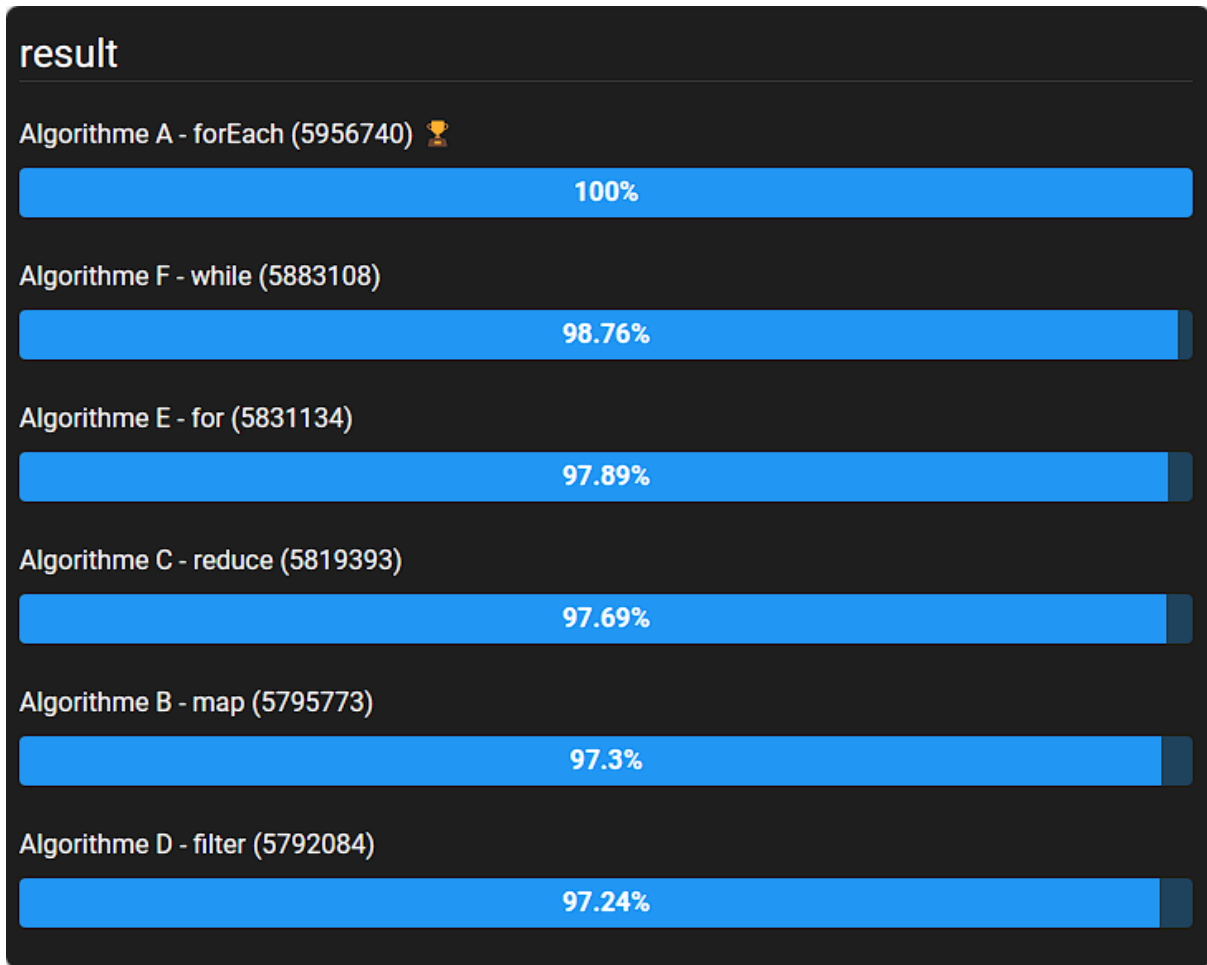 result
Algorithme A - forEach (5956740) 🏆
100%
Algorithme F - while (5883108)
98.76%
Algorithme E - for (5831134)
97.89%
Algorithme C - reduce (5819393)
97.69%
Algorithme B - map (5795773)
97.3%
Algorithme D - filter (5792084)
97.24%